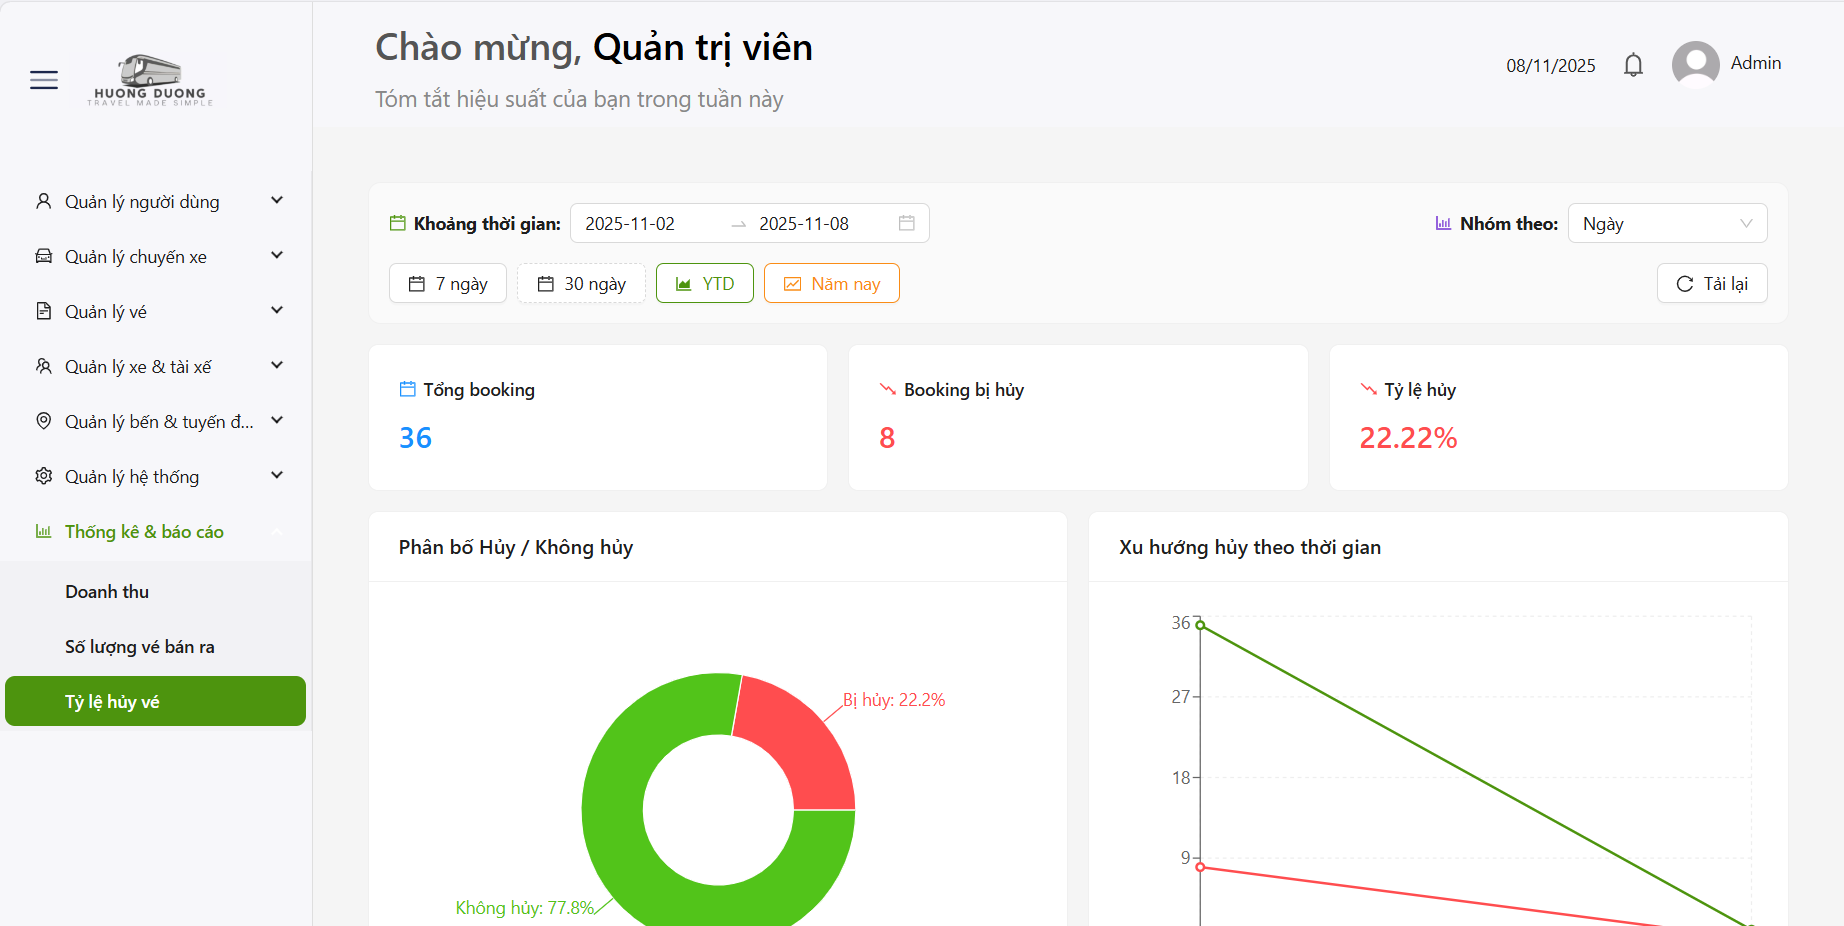 HUONG DUONG
TRAVEL MADE SIMPLE
Chào mừng, Quản trị viên
Tóm tắt hiệu suất của bạn trong tuần này
08/11/2025
Admin
Quản lý người dùng
Quản lý chuyến xe
Quản lý vé
Quản lý xe & tài xế
Quản lý bến & tuyến đ...
Quản lý hệ thống
Thống kê & báo cáo
Doanh thu
Số lượng vé bán ra
Tỷ lệ hủy vé
Khoảng thời gian: 2025-11-02 → 2025-11-08
Nhóm theo: Ngày
7 ngày
30 ngày
YTD
Năm nay
Tải lại
Tổng booking
36
Booking bị hủy
8
Tỷ lệ hủy
22.22%
Phân bố Hủy / Không hủy
Bị hủy: 22.2%
Không hủy: 77.8%
Xu hướng hủy theo thời gian
36
27
18
9